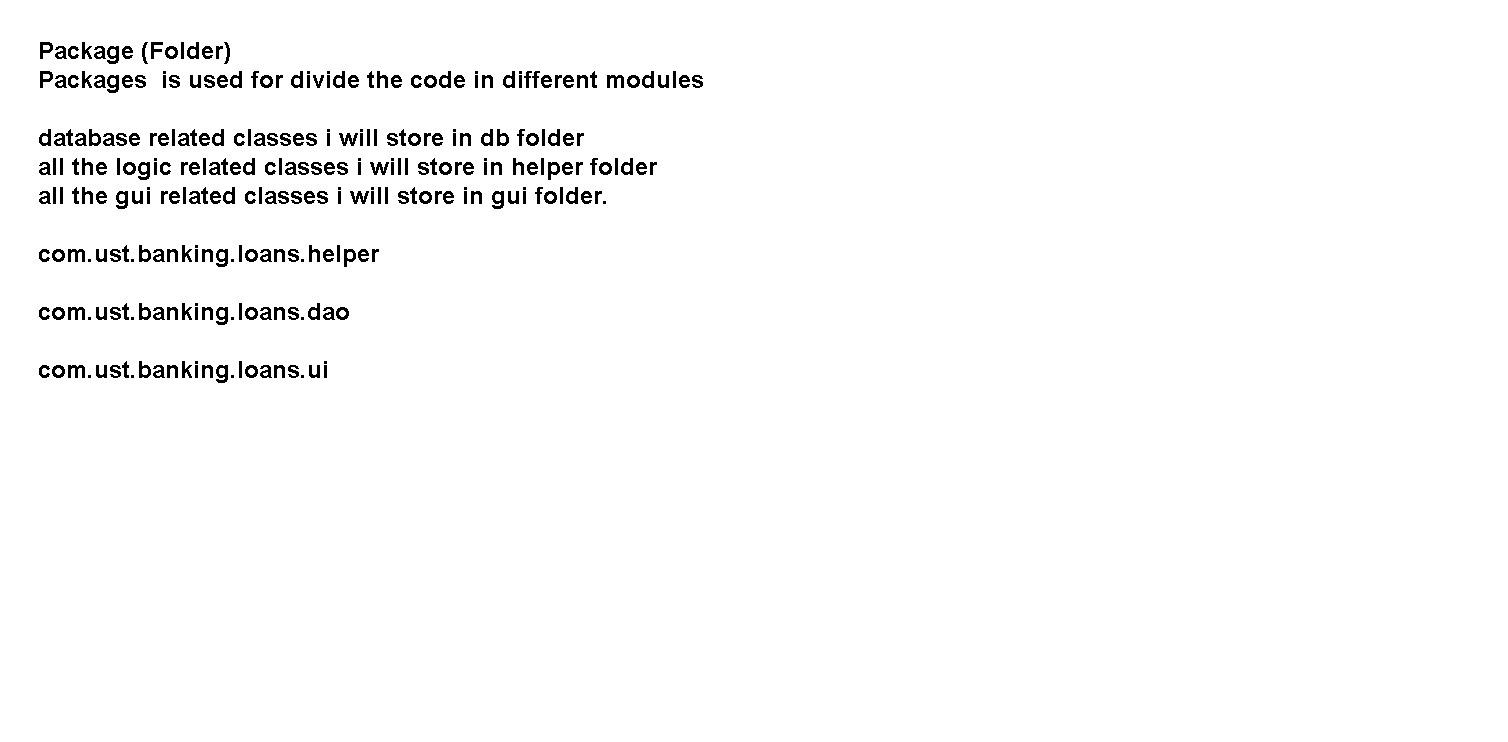 Package (Folder)
Packages  is used for divide the code in different modules
database related classes i will store in db folder
all the logic related classes i will store in helper folder
all the gui related classes i will store in gui folder.
com.ust.banking.loans.helper
com.ust.banking.loans.dao
com.ust.banking.loans.ui